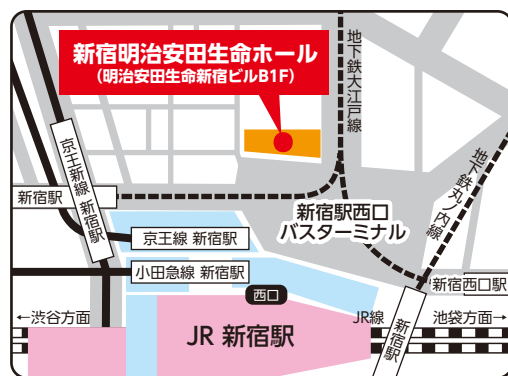 新宿明治安田生命ホール
(明治安田生命新宿ビルB1F)
地下鉄大江戸線
地下鉄丸ノ内線
京王新線 新宿駅
新宿駅
新宿駅西口
バスターミナル
京王線 新宿駅
小田急線 新宿駅
新宿西口駅
西口
←渋谷方面
JR 新宿駅
JR線
新宿駅
池袋方面→